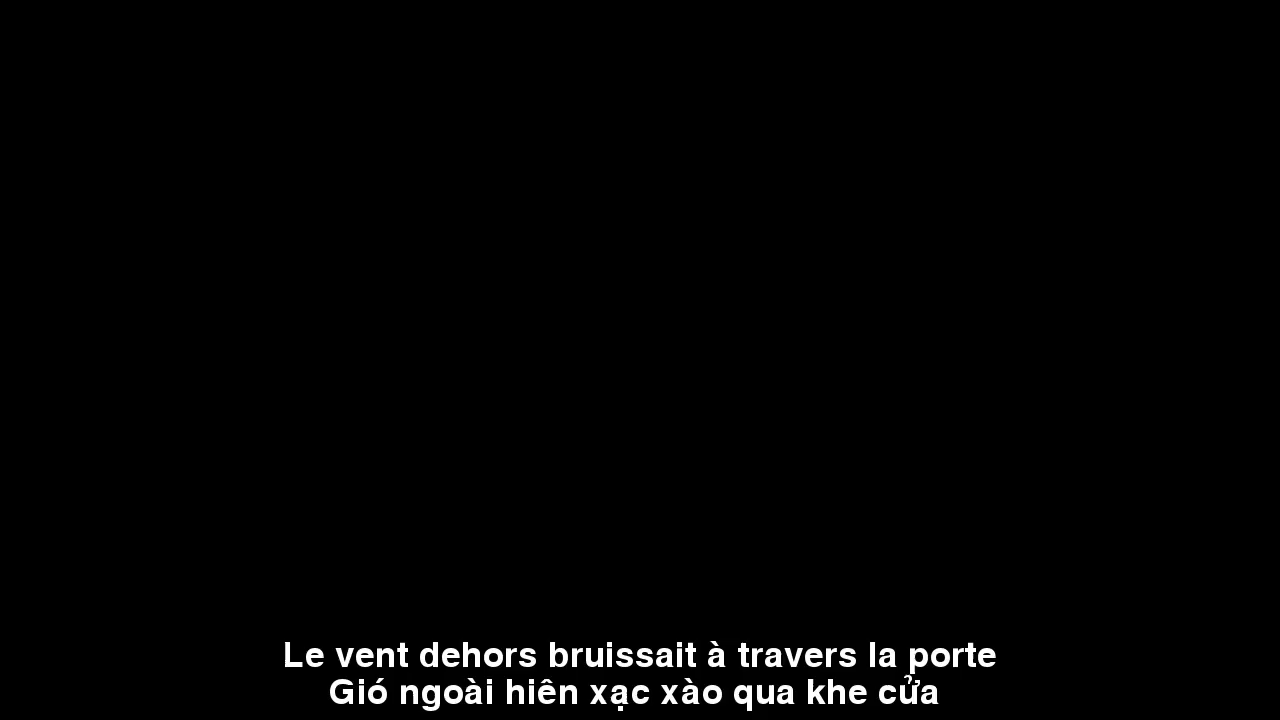 Le vent dehors bruissait à travers la porte
Gió ngoài hiên xạc xào qua khe cửa